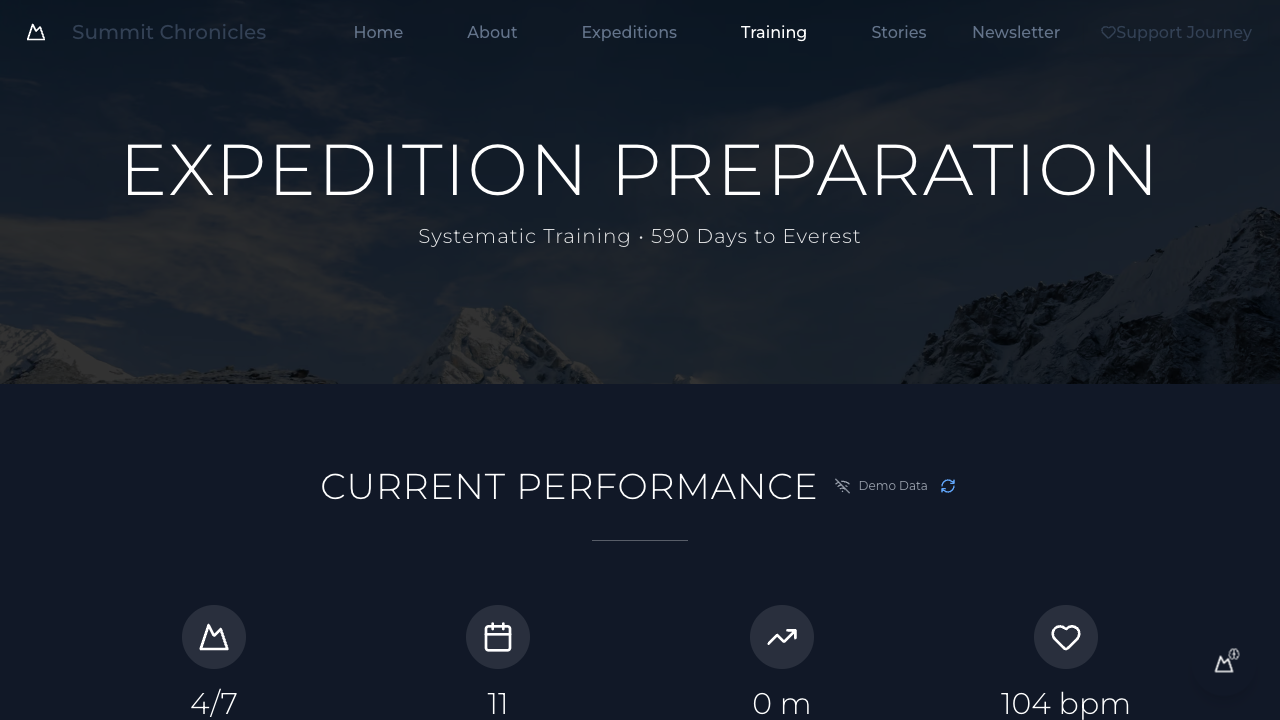 Summit Chronicles
Home
About
Expeditions
Training
Stories
Newsletter
Support Journey
EXPEDITION PREPARATION
Systematic Training • 590 Days to Everest
CURRENT PERFORMANCE
Demo Data
4/7
11
0 m
104 bpm